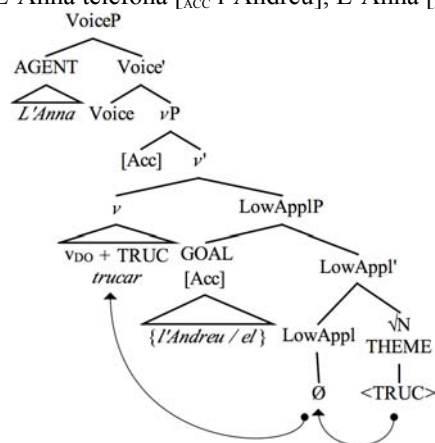 L'Anna telefona [ACC l'Andreu]; L'Anna [
VoiceP
AGENT Voice'
L'Anna Voice vP
[Acc] v'
v LowApplP
vDO + TRUC GOAL
trucar [Acc] LowAppl'
{l'Andreu / el} LowAppl √N
THEME
Ø <TRUC>